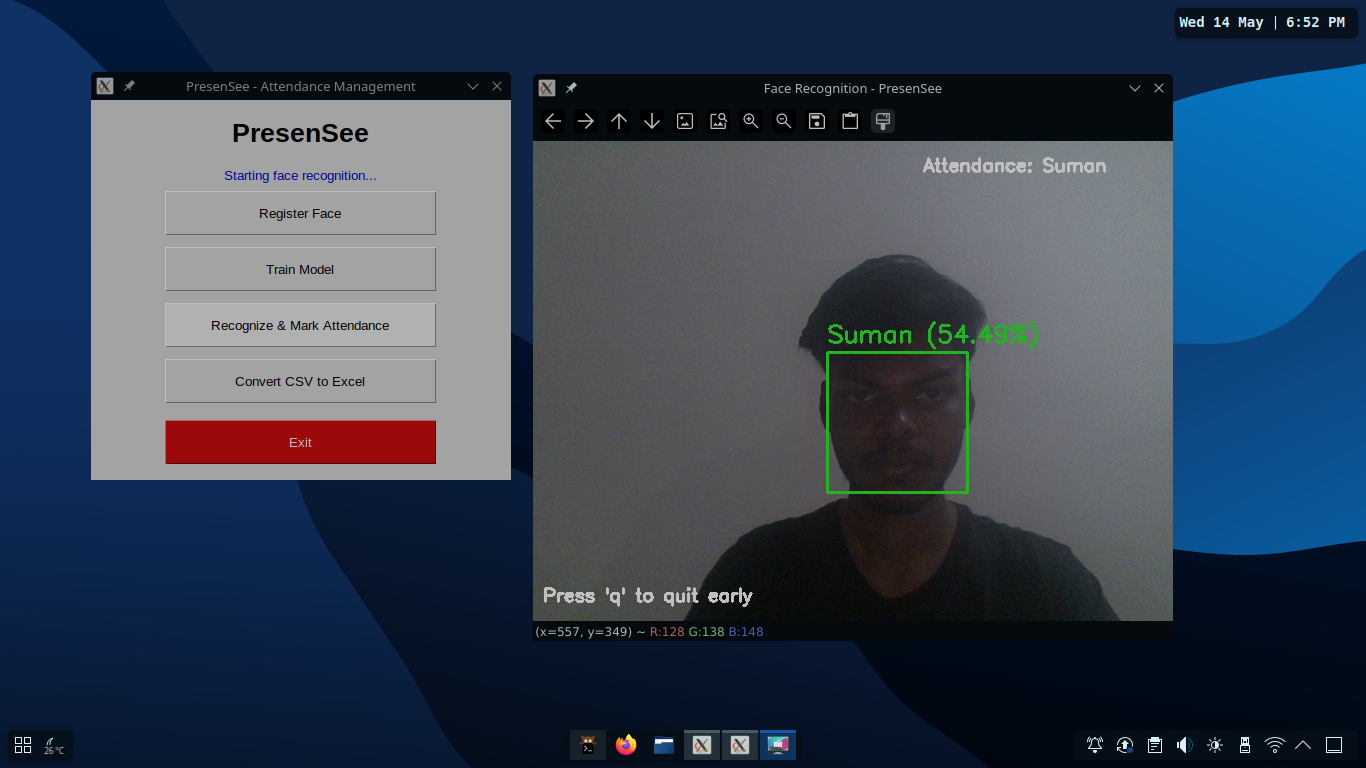 Wed 14 May | 6:52 PM
PresenSee - Attendance Management
PresenSee
Starting face recognition...
Register Face
Train Model
Recognize & Mark Attendance
Convert CSV to Excel
Exit
Face Recognition - PresenSee
Attendance: Suman
Suman (54.49%)
Press 'q' to quit early
(x=557, y=349) ~ R:128 G:138 B:148
26 °C